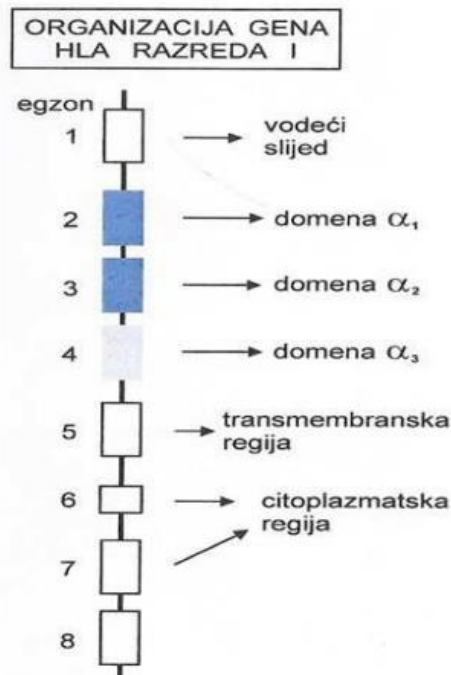 ORGANIZACIJA GENA
HLA RAZREDA I
egzon
1
vodeći
slijed
2
domena α₁
3
domena α₂
4
domena α₃
5
transmembranska
regija
6
citoplazmatska
regija
7
8